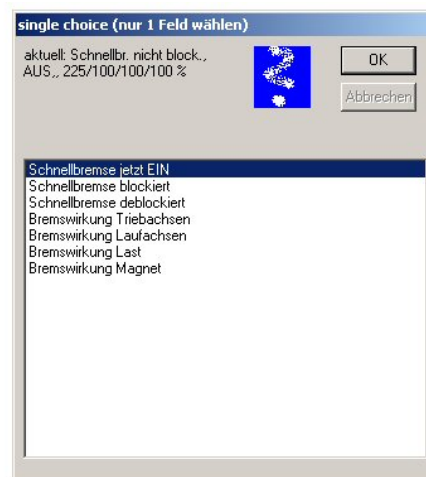 single choice (nur 1 Feld wählen)
aktuell: Schnellbr. nicht block.,
AUS,, 225/100/100/100 %
OK
Abbrechen
Schnellbremse jetzt EIN
Schnellbremse blockiert
Schnellbremse deblockiert
Bremswirkung Triebachsen
Bremswirkung Laufachsen
Bremswirkung Last
Bremswirkung Magnet